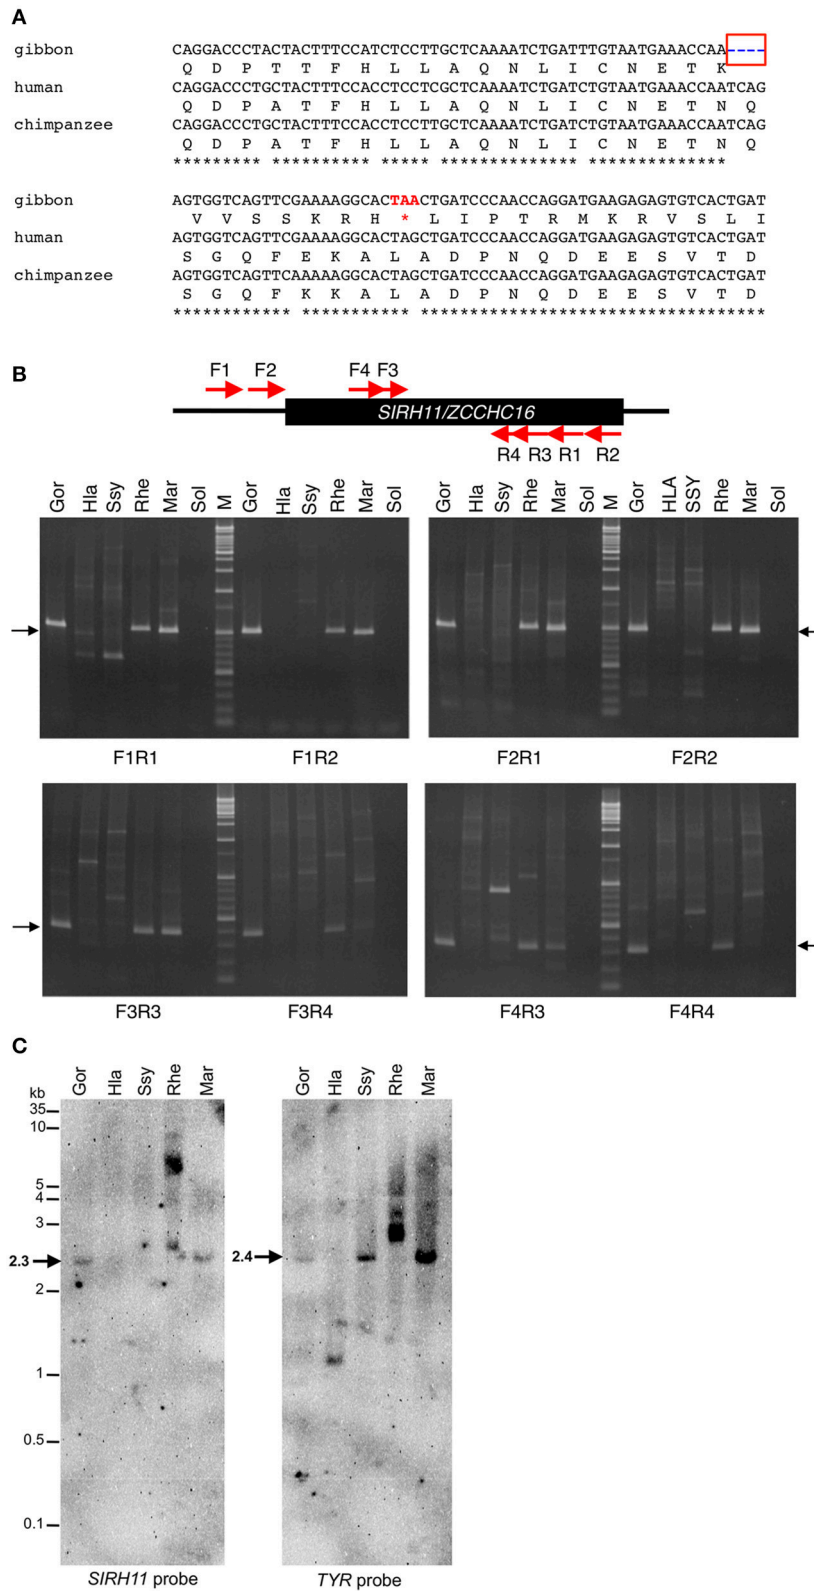 A
gibbon CAGGACCCTACTACTTTCCATCTCCTTGCTCAAAATCTGATTTGTAATGAAACCAA----
Q D P T T F H L L A Q N L I C N E T K
human CAGGACCCTGCTACTTTCCACCTCCTCGCTCAAAATCTGATCTGTAATGAAACCAATCAG
Q D P A T F H L L A Q N L I C N E T N Q
chimpanzee CAGGACCCTGCTACTTTCCACCTCCTTGCTCAAAATCTGATCTGTAATGAAACCAATCAG
Q D P A T F H L L A Q N L I C N E T N Q
********* ********** ***** ************** **************
gibbon AGTGGTCAGTTCGAAAAGGCACTAACTGATCCCAACCAGGATGAAGAGAGTGTCACTGAT
V V S S K R H * L I P T R M K R V S L I
human AGTGGTCAGTTCGAAAAGGCACTAGCTGATCCCAACCAGGATGAAGAGAGTGTCACTGAT
S G Q F E K A L A D P N Q D E E S V T D
chimpanzee AGTGGTCAGTTCAAAAAGGCACTAGCTGATCCCAACCAGGATGAAGAGAGTGTCACTGAT
S G Q F K K A L A D P N Q D E E S V T D
************ *********** ***********************************
B
F1 F2 F4 F3
SIRH11/ZCCHC16
R4 R3 R1 R2
Gor Hla Ssy Rhe Mar Sol M Gor Hla Ssy Rhe Mar Sol
Gor Hla Ssy Rhe Mar Sol M Gor HLA SSY Rhe Mar Sol
F1R1 F1R2 F2R1 F2R2
F3R3 F3R4 F4R3 F4R4
C
Gor Hla Ssy Rhe Mar
Gor Hla Ssy Rhe Mar
kb
35
10
5
4
3
2.3
2.4
2
1
0.5
0.1
SIRH11 probe
TYR probe